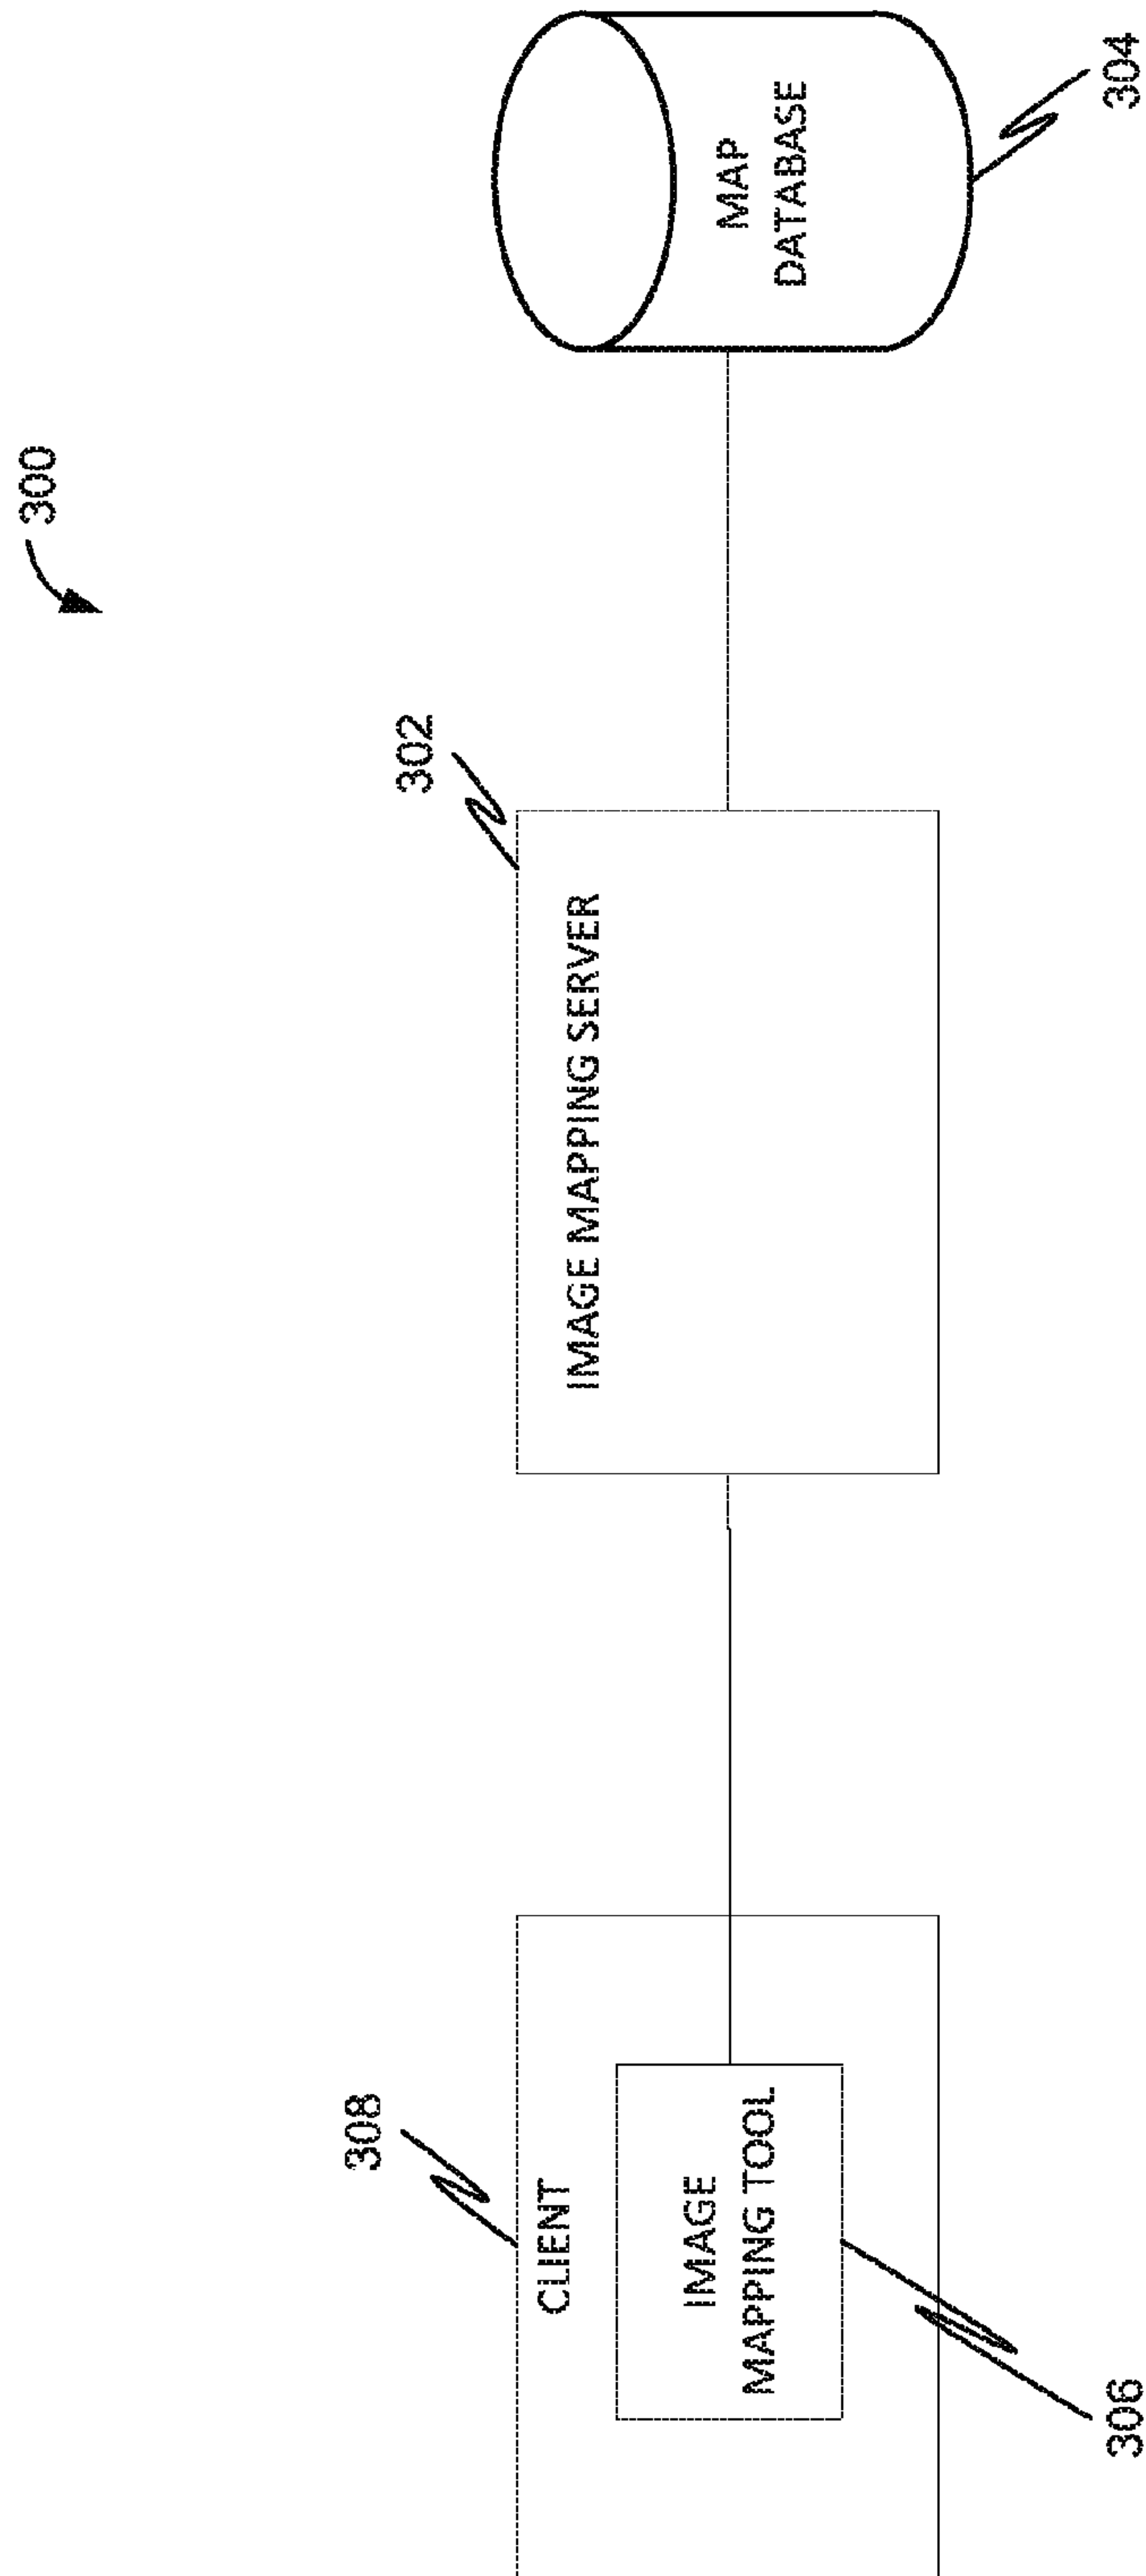 300
308
CLIENT
IMAGE
MAPPING TOOL
306
302
IMAGE MAPPING SERVER
MAP
DATABASE
304